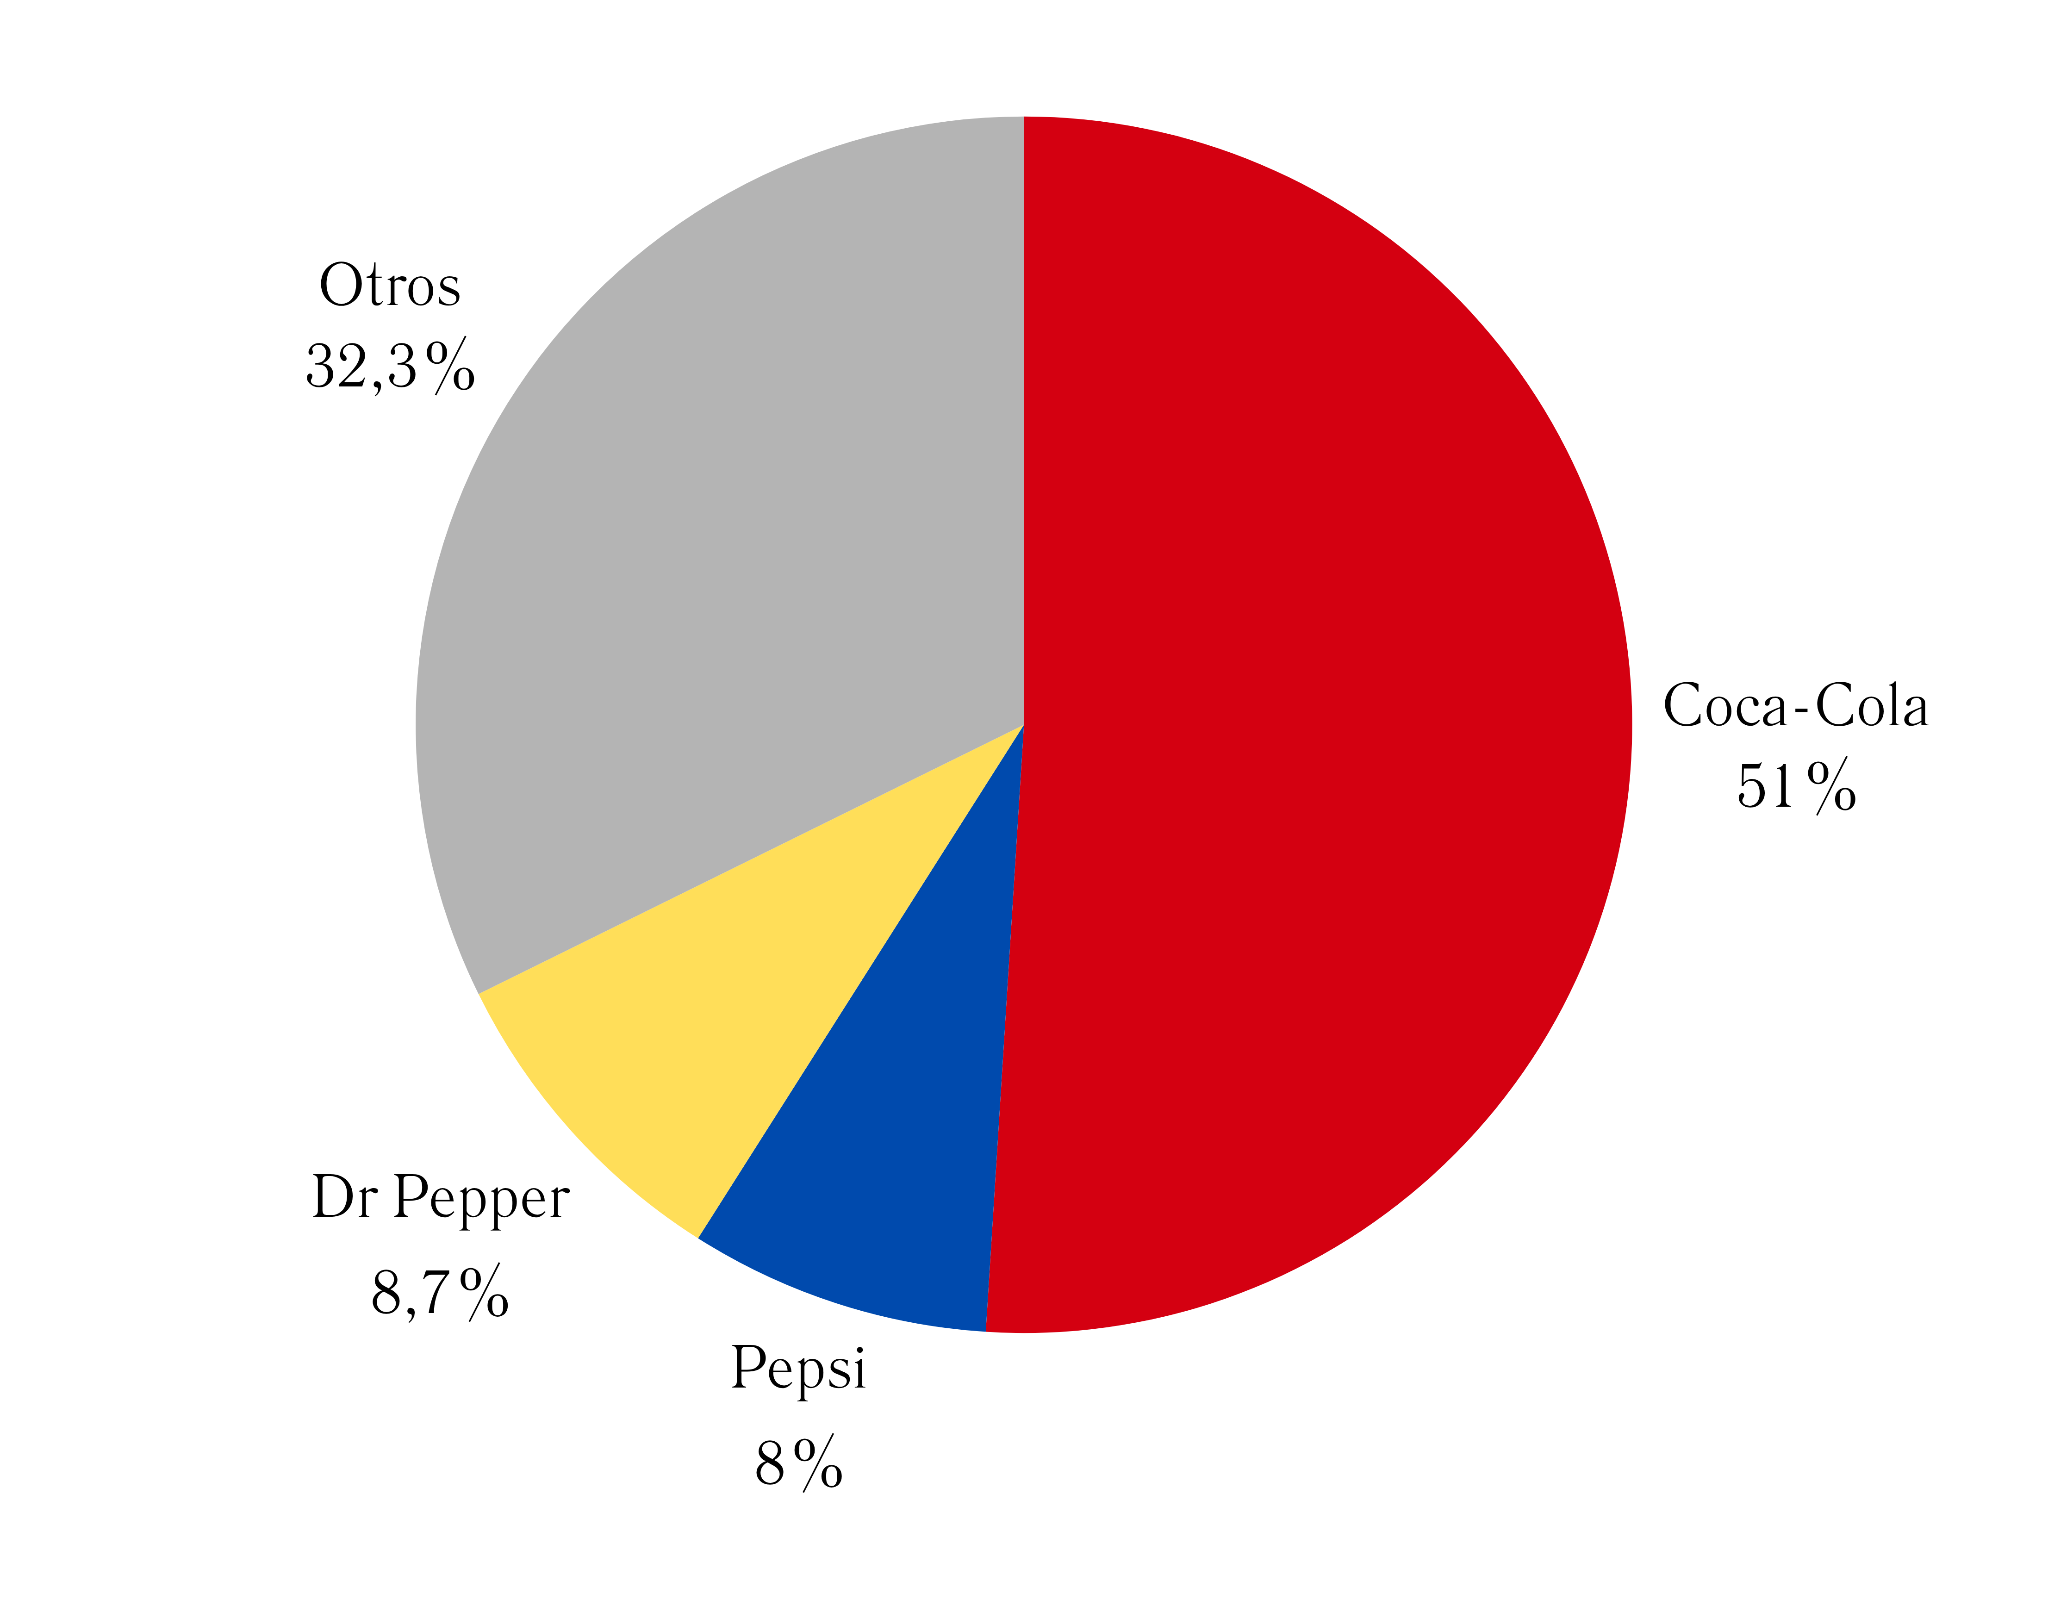 Otros
32,3%
Coca-Cola
51%
Dr Pepper
8,7%
Pepsi
8%